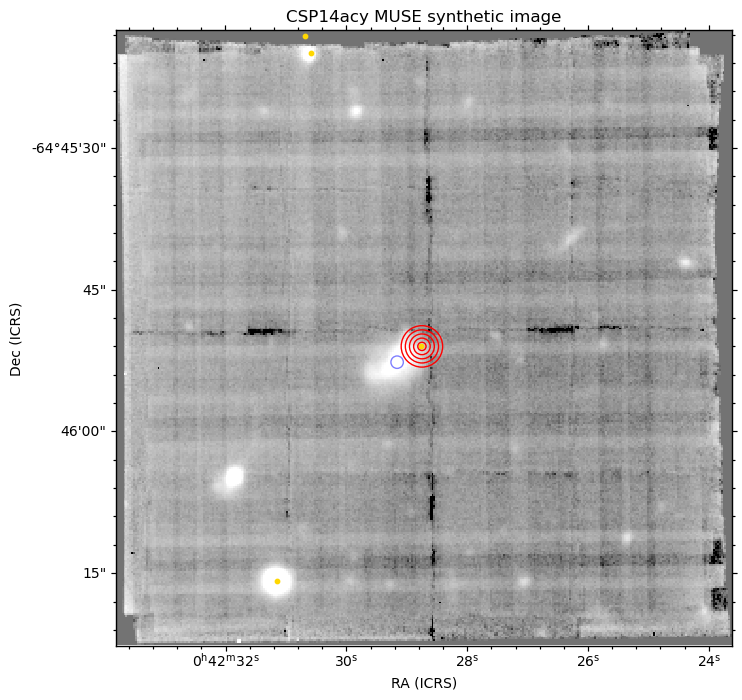 CSP14acy MUSE synthetic image
-64°45'30"
45"
46'00"
15"
Dec (ICRS)
0ʰ42ᵐ32ˢ
30ˢ
28ˢ
26ˢ
24ˢ
RA (ICRS)